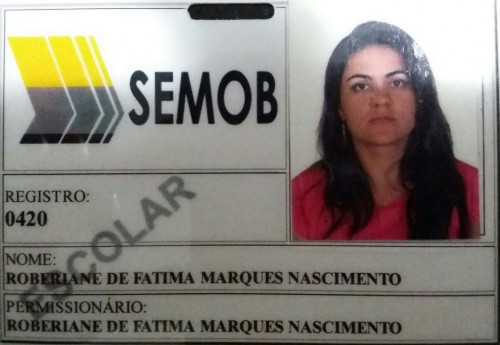 SEMOB
REGISTRO:
0420
ESCOLAR
NOME:
ROBERIANE DE FATIMA MARQUES NASCIMENTO
PERMISSIONÁRIO:
ROBERIANE DE FATIMA MARQUES NASCIMENTO